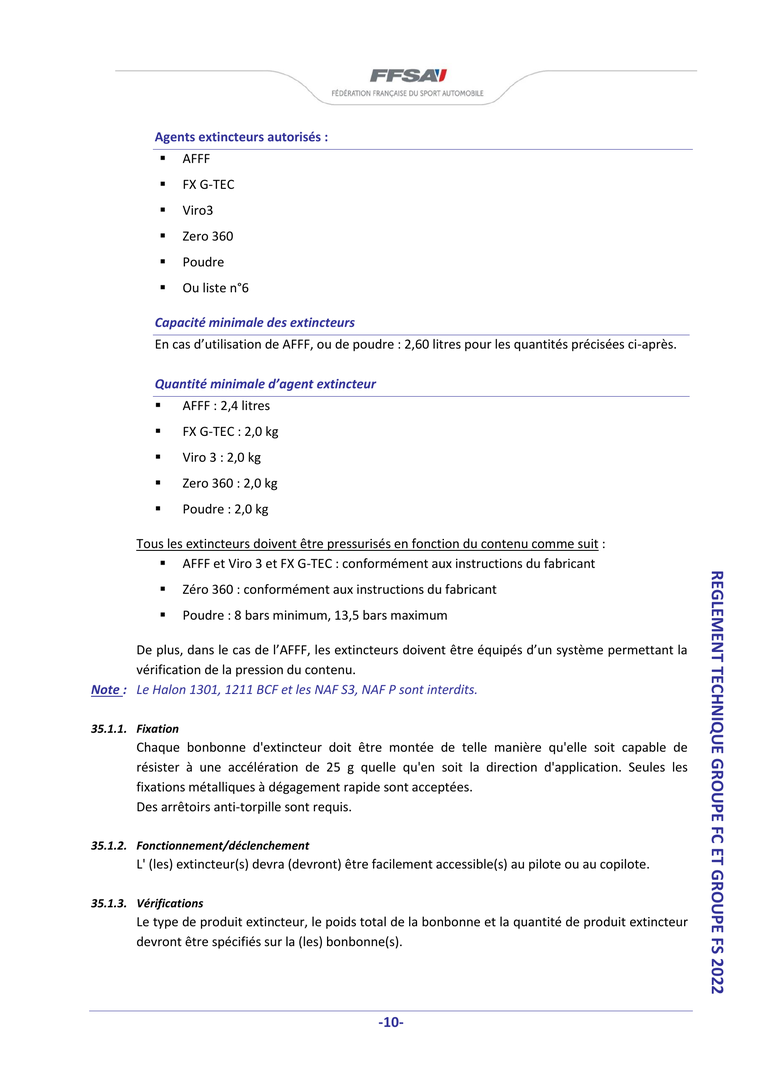 FFSA
FÉDÉRATION FRANÇAISE DU SPORT AUTOMOBILE
Agents extincteurs autorisés :
▪ AFFF
▪ FX G-TEC
▪ Viro3
▪ Zero 360
▪ Poudre
▪ Ou liste n°6
Capacité minimale des extincteurs
En cas d’utilisation de AFFF, ou de poudre : 2,60 litres pour les quantités précisées ci-après.
Quantité minimale d’agent extincteur
▪ AFFF : 2,4 litres
▪ FX G-TEC : 2,0 kg
▪ Viro 3 : 2,0 kg
▪ Zero 360 : 2,0 kg
▪ Poudre : 2,0 kg
Tous les extincteurs doivent être pressurisés en fonction du contenu comme suit :
▪ AFFF et Viro 3 et FX G-TEC : conformément aux instructions du fabricant
▪ Zéro 360 : conformément aux instructions du fabricant
▪ Poudre : 8 bars minimum, 13,5 bars maximum
De plus, dans le cas de l’AFFF, les extincteurs doivent être équipés d’un système permettant la
vérification de la pression du contenu.
Note : Le Halon 1301, 1211 BCF et les NAF S3, NAF P sont interdits.
35.1.1. Fixation
Chaque bonbonne d'extincteur doit être montée de telle manière qu'elle soit capable de
résister à une accélération de 25 g quelle qu'en soit la direction d'application. Seules les
fixations métalliques à dégagement rapide sont acceptées.
Des arrêtoirs anti-torpille sont requis.
35.1.2. Fonctionnement/déclenchement
L' (les) extincteur(s) devra (devront) être facilement accessible(s) au pilote ou au copilote.
35.1.3. Vérifications
Le type de produit extincteur, le poids total de la bonbonne et la quantité de produit extincteur
devront être spécifiés sur la (les) bonbonne(s).
REGLEMENT TECHNIQUE GROUPE FC ET GROUPE FS 2022
-10-